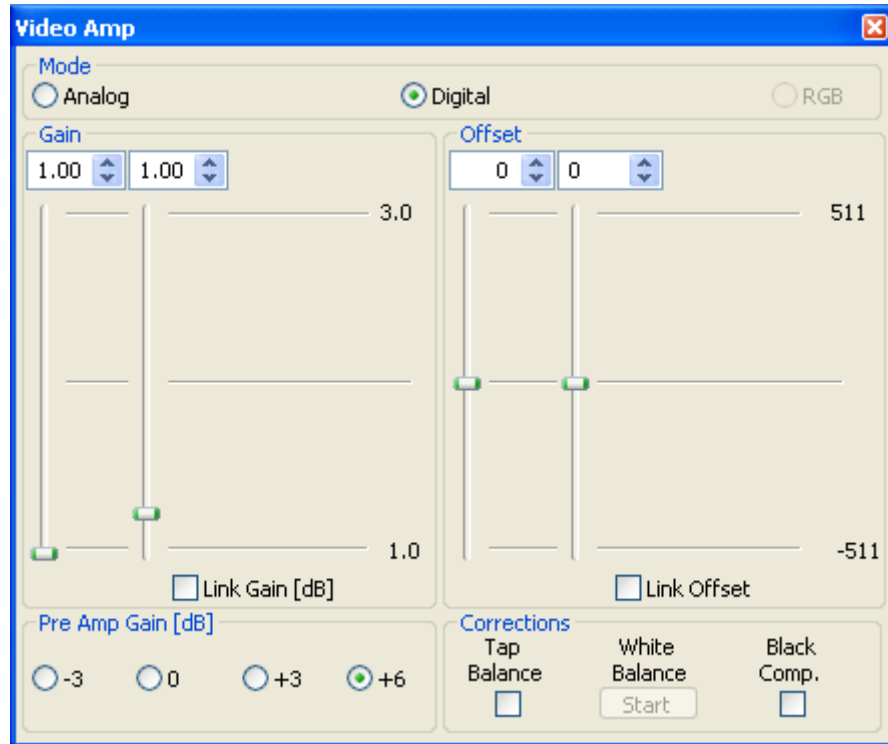 Video Amp
Mode
Analog Digital RGB
Gain
1.00 1.00
3.0
1.0
Link Gain [dB]
Offset
0 0
511
-511
Link Offset
Pre Amp Gain [dB]
-3 0 +3 +6
Corrections
Tap Balance
White Balance
Start
Black Comp.